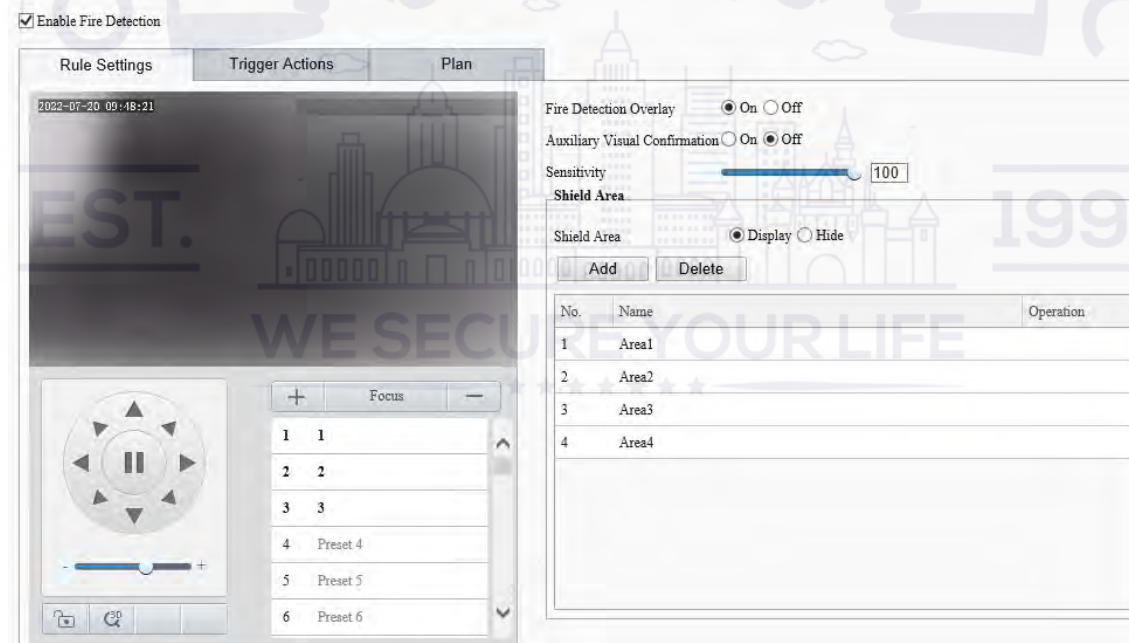 Enable Fire Detection
Rule Settings
Trigger Actions
Plan
2022-07-20 09:48:21
Fire Detection Overlay On Off
Auxiliary Visual Confirmation On Off
Sensitivity 100
Shield Area
Shield Area Display Hide
Add Delete
No. Name Operation
1 Area1
2 Area2
3 Area3
4 Area4
+ Focus —
1 1
2 2
3 3
4 Preset 4
5 Preset 5
6 Preset 6
- +
3D
EST. 199
WE SECURE YOUR LIFE